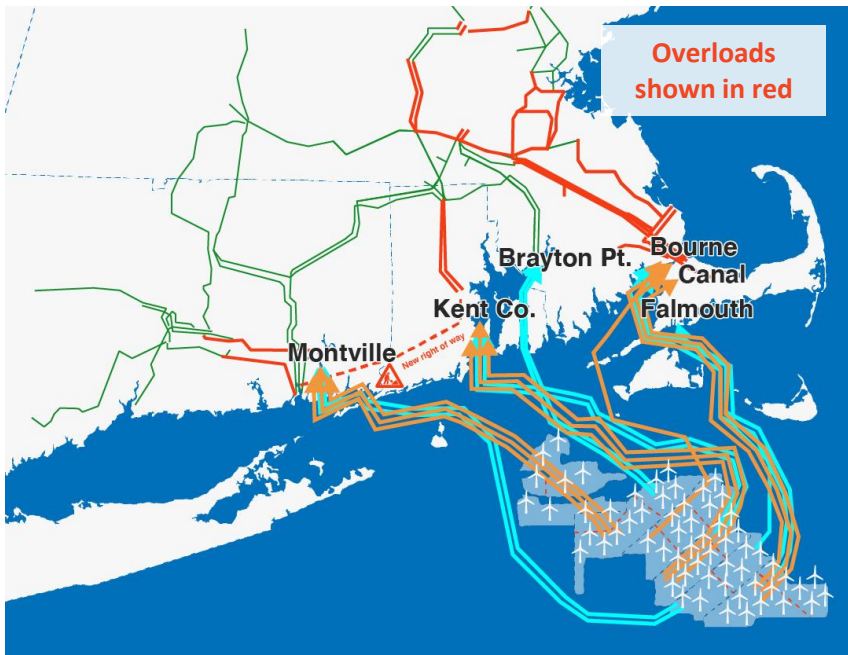 Overloads
shown in red
Bourne
Brayton Pt.
Canal
Kent Co.
Falmouth
New right of way
Montville